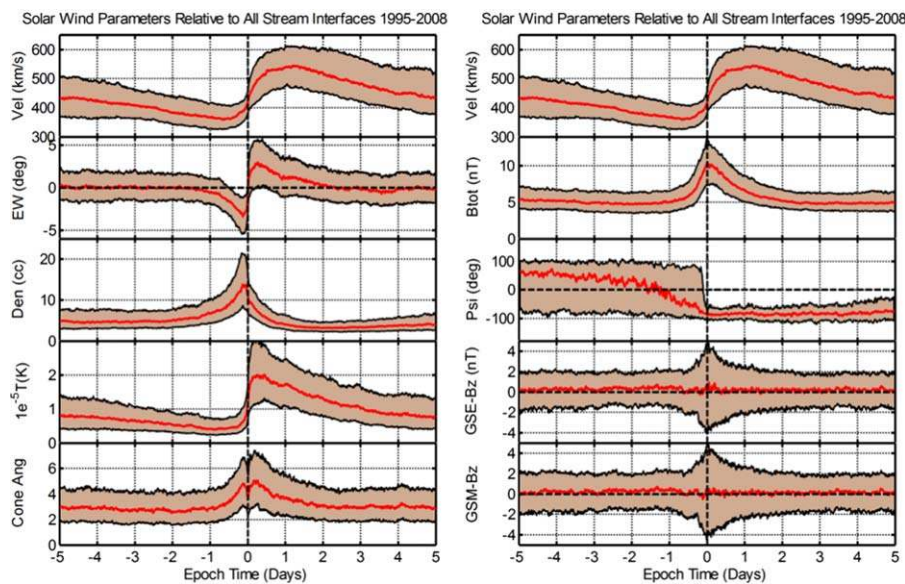 Solar Wind Parameters Relative to All Stream Interfaces 1995-2008
Vel (km/s)
600
500
400
300
EW (deg)
5
0
-5
Den (cc)
20
10
0
1e⁻⁵T(K)
2
1
0
Cone Ang
6
4
2
0
-5 -4 -3 -2 -1 0 1 2 3 4 5
Epoch Time (Days)
Solar Wind Parameters Relative to All Stream Interfaces 1995-2008
Vel (km/s)
600
500
400
300
Btot (nT)
10
5
0
Psi (deg)
100
0
-100
GSE-Bz (nT)
4
2
0
-2
-4
GSM-Bz
4
2
0
-2
-4
-5 -4 -3 -2 -1 0 1 2 3 4 5
Epoch Time (Days)